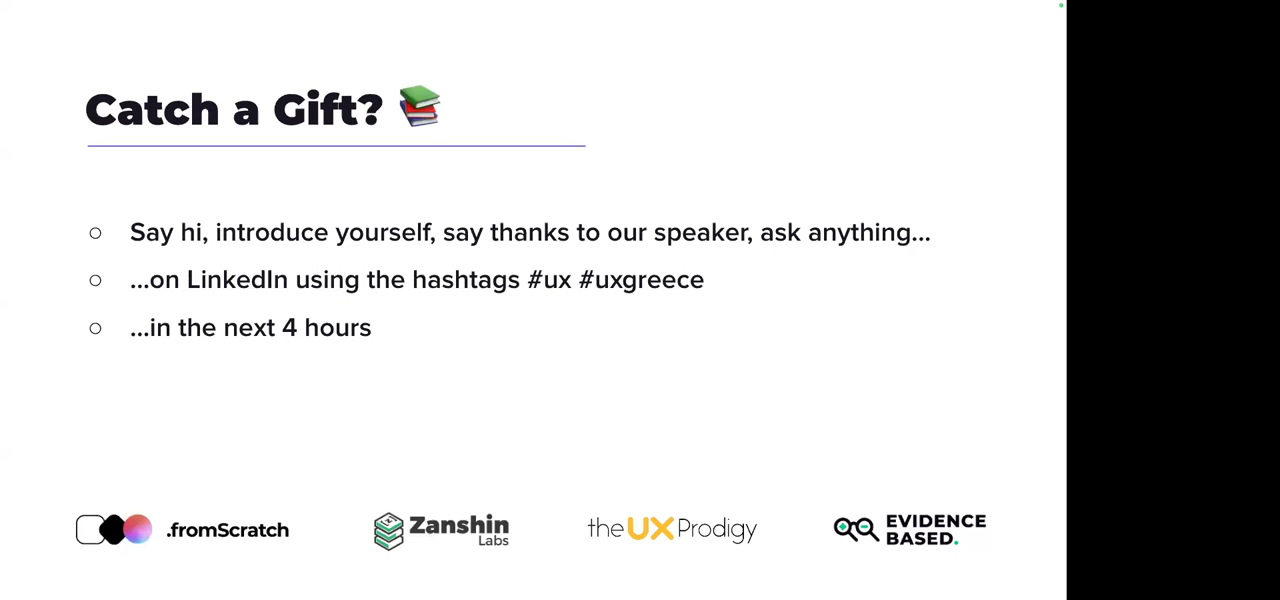 Catch a Gift? 📚
Say hi, introduce yourself, say thanks to our speaker, ask anything...
...on LinkedIn using the hashtags #ux #uxgreece
...in the next 4 hours
.fromScratch
Zanshin
Labs
the UX Prodigy
EVIDENCE
BASED.